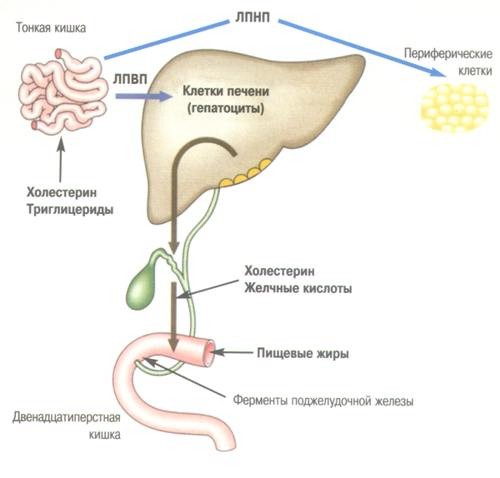 ЛПНП
Тонкая кишка
Периферические
клетки
ЛПВП
Клетки печени
(гепатоциты)
Холестерин
Триглицериды
Холестерин
Желчные кислоты
Пищевые жиры
Ферменты поджелудочной железы
Двенадцатиперстная
кишка